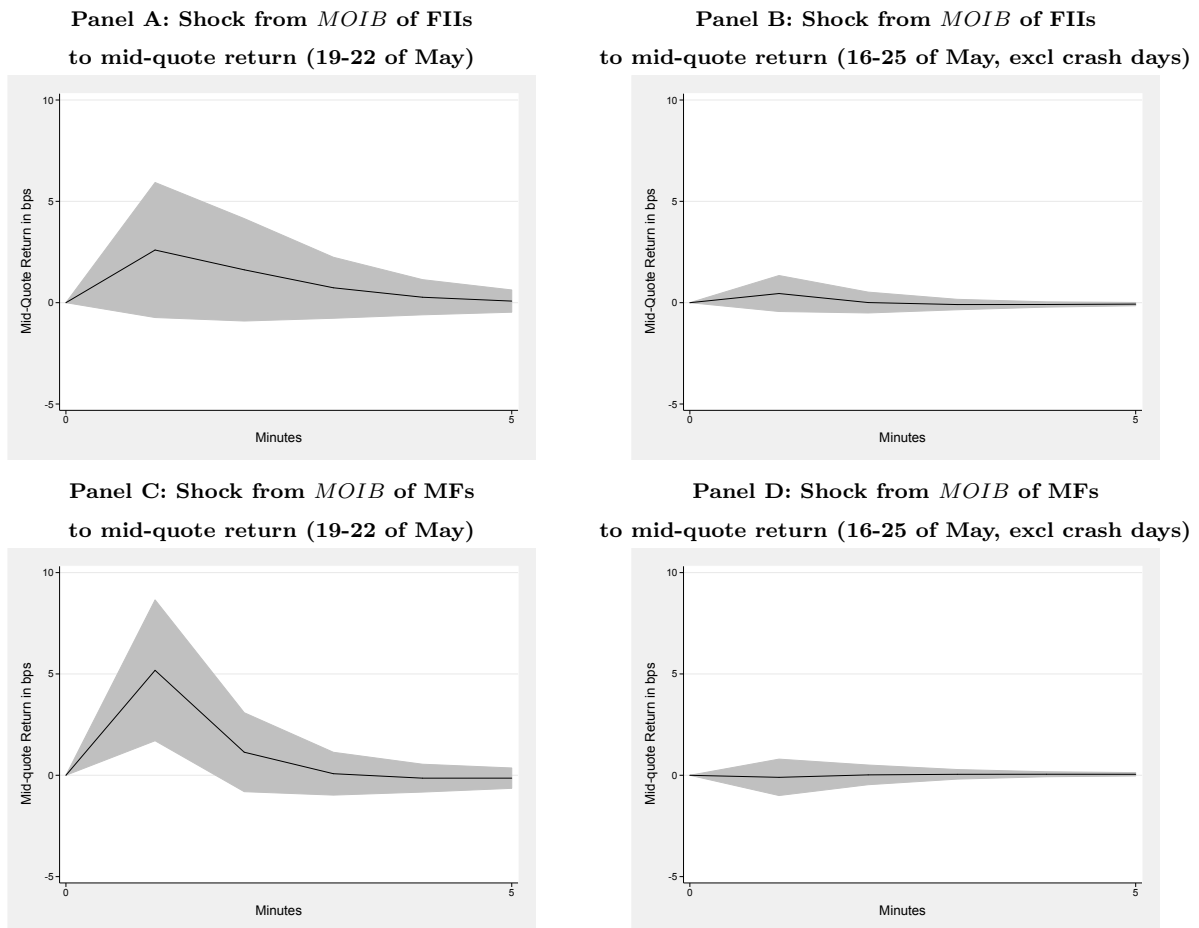 Panel A: Shock from MOIB of FIIs
to mid-quote return (19-22 of May)
10
5
0
-5
Mid-Quote Return in bps
0
5
Minutes
Panel B: Shock from MOIB of FIIs
to mid-quote return (16-25 of May, excl crash days)
10
5
0
-5
Mid-Quote Return in bps
0
5
Minutes
Panel C: Shock from MOIB of MFs
to mid-quote return (19-22 of May)
10
5
0
-5
Mid-quote Return in bps
0
5
Minutes
Panel D: Shock from MOIB of MFs
to mid-quote return (16-25 of May, excl crash days)
10
5
0
-5
Mid-quote Return in bps
0
5
Minutes